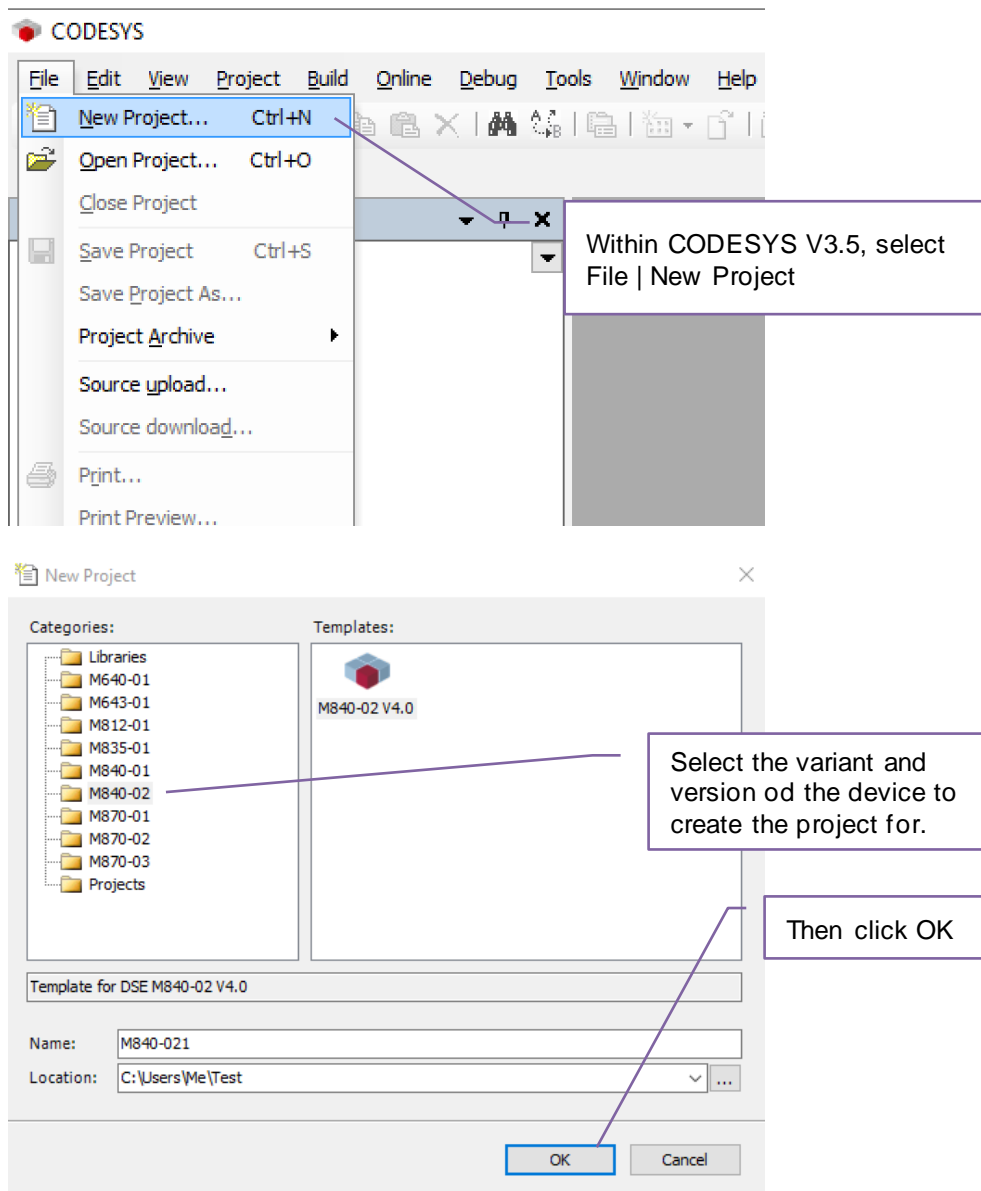 CODESYS
File Edit View Project Build Online Debug Tools Window Help
New Project... Ctrl+N
Open Project... Ctrl+O
Close Project
Save Project Ctrl+S
Save Project As...
Project Archive
Source upload...
Source download...
Print...
Print Preview...
Within CODESYS V3.5, select
File | New Project
New Project
Categories: Templates:
Libraries
M640-01
M643-01
M812-01
M835-01
M840-01
M840-02
M870-01
M870-02
M870-03
Projects
M840-02 V4.0
Select the variant and
version od the device to
create the project for.
Then click OK
Template for DSE M840-02 V4.0
Name: M840-021
Location: C:\Users\Me\Test ...
OK Cancel